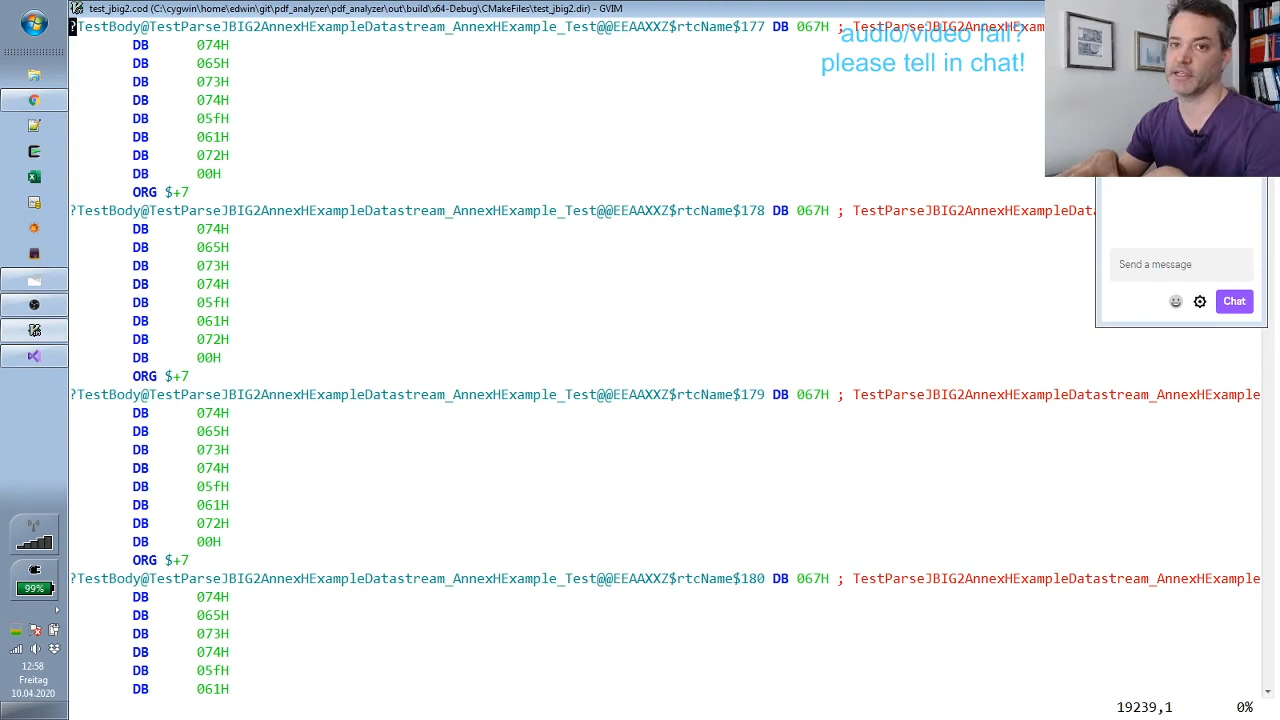 test_jbig2.cod (C:\cygwin\home\edwin\git\pdf_analyzer\pdf_analyzer\out\build\x64-Debug\CMakeFiles\test_jbig2.dir) - GVIM
?TestBody@TestParseJBIG2AnnexHExampleDatastream_AnnexHExample_Test@@EEAAXXZ$rtcName$177 DB 067H ; TestParseJBIG2AnnexHExam
audio/video fail?
please tell in chat!
DB 074H
DB 065H
DB 073H
DB 074H
DB 05fH
DB 061H
DB 072H
DB 00H
ORG $+7
?TestBody@TestParseJBIG2AnnexHExampleDatastream_AnnexHExample_Test@@EEAAXXZ$rtcName$178 DB 067H ; TestParseJBIG2AnnexHExampleData
DB 074H
DB 065H
DB 073H
DB 074H
DB 05fH
DB 061H
DB 072H
DB 00H
ORG $+7
Send a message
Chat
?TestBody@TestParseJBIG2AnnexHExampleDatastream_AnnexHExample_Test@@EEAAXXZ$rtcName$179 DB 067H ; TestParseJBIG2AnnexHExampleDatastream_AnnexHExample
DB 074H
DB 065H
DB 073H
DB 074H
DB 05fH
DB 061H
DB 072H
DB 00H
ORG $+7
?TestBody@TestParseJBIG2AnnexHExampleDatastream_AnnexHExample_Test@@EEAAXXZ$rtcName$180 DB 067H ; TestParseJBIG2AnnexHExampleDatastream_AnnexHExample
DB 074H
DB 065H
DB 073H
DB 074H
DB 05fH
DB 061H
19239,1 0%
99%
12:58
Freitag
10.04.2020